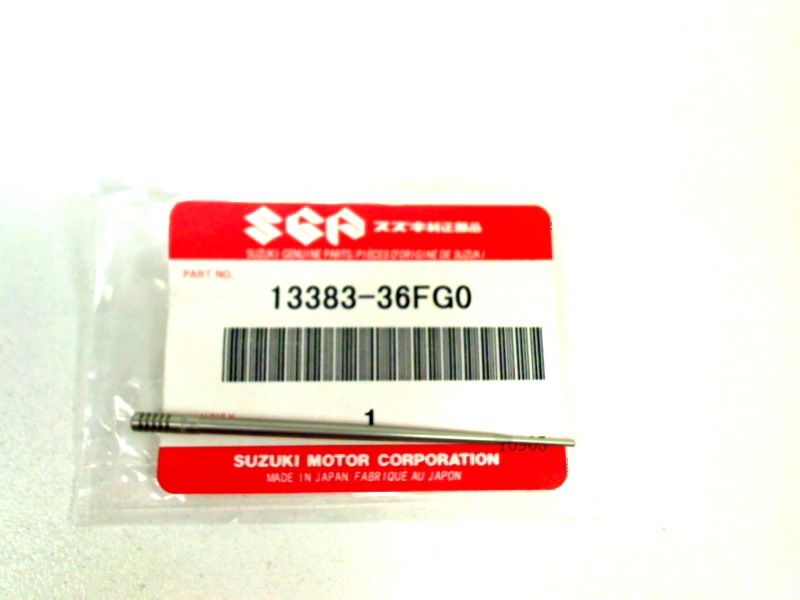 SGP スズキ純正部品
SUZUKI GENUINE PARTS/PIÈCES D'ORIGINE DE SUZUKI
PART NO.
13383-36FG0
1
SUZUKI MOTOR CORPORATION
MADE IN JAPAN FABRIQUE AU JAPON